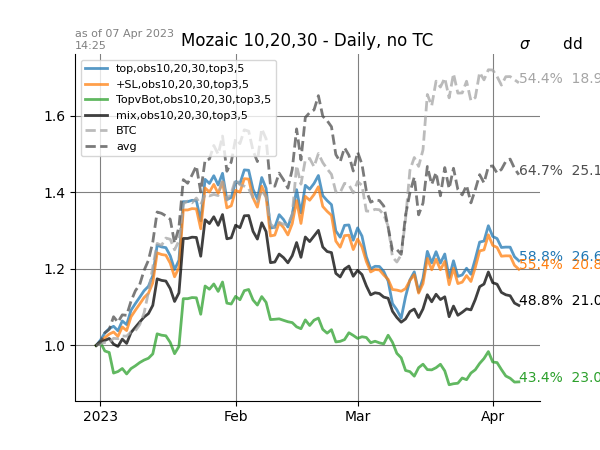 as of 07 Apr 2023
14:25
Mozaic 10,20,30 - Daily, no TC
σ dd
top,obs10,20,30,top3,5
+SL,obs10,20,30,top3,5
TopvBot,obs10,20,30,top3,5
mix,obs10,20,30,top3,5
BTC
avg
54.4% 18.9
64.7% 25.1
58.8% 26.6
55.4% 20.8
48.8% 21.0
43.4% 23.0
1.6
1.4
1.2
1.0
2023 Feb Mar Apr